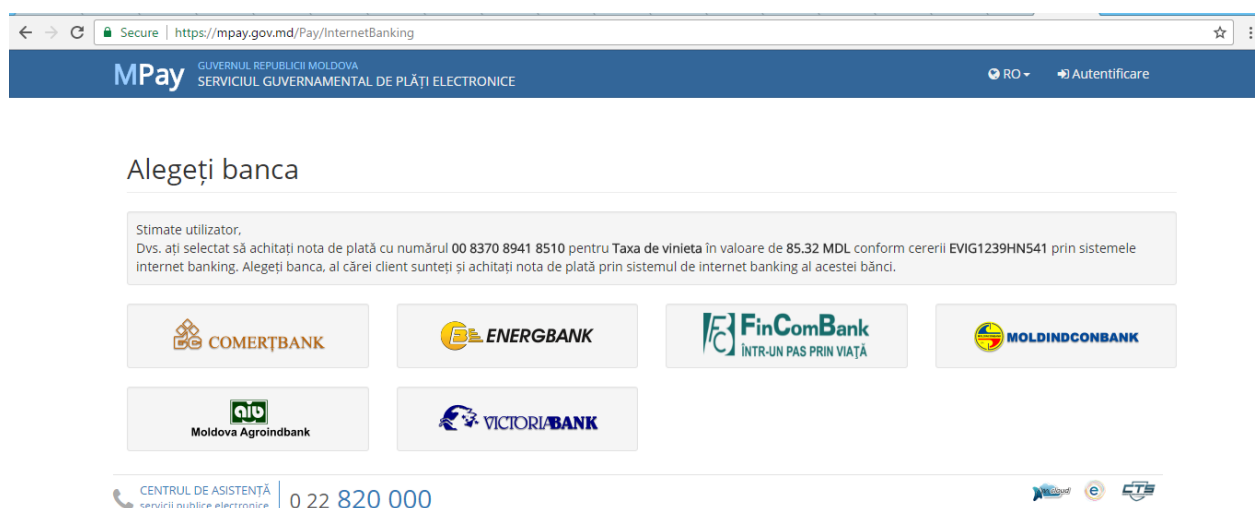 Secure | https://mpay.gov.md/Pay/InternetBanking
MPay
GUVERNUL REPUBLICII MOLDOVA
SERVICIUL GUVERNAMENTAL DE PLĂȚI ELECTRONICE
RO
Autentificare
Alegeți banca
Stimate utilizator,
Dvs. ați selectat să achitați nota de plată cu numărul 00 8370 8941 8510 pentru Taxa de vinieta în valoare de 85.32 MDL conform cererii EVIG1239HN541 prin sistemele
internet banking. Alegeți banca, al cărei client sunteți și achitați nota de plată prin sistemul de internet banking al acestei bănci.
COMERȚBANK
ENERGBANK
FinComBank
ÎNTR-UN PAS PRIN VIAȚĂ
MOLDINDCONBANK
aib
Moldova Agroindbank
VICTORIABANK
CENTRUL DE ASISTENȚĂ
servicii publice electronice
0 22 820 000
e
CTS